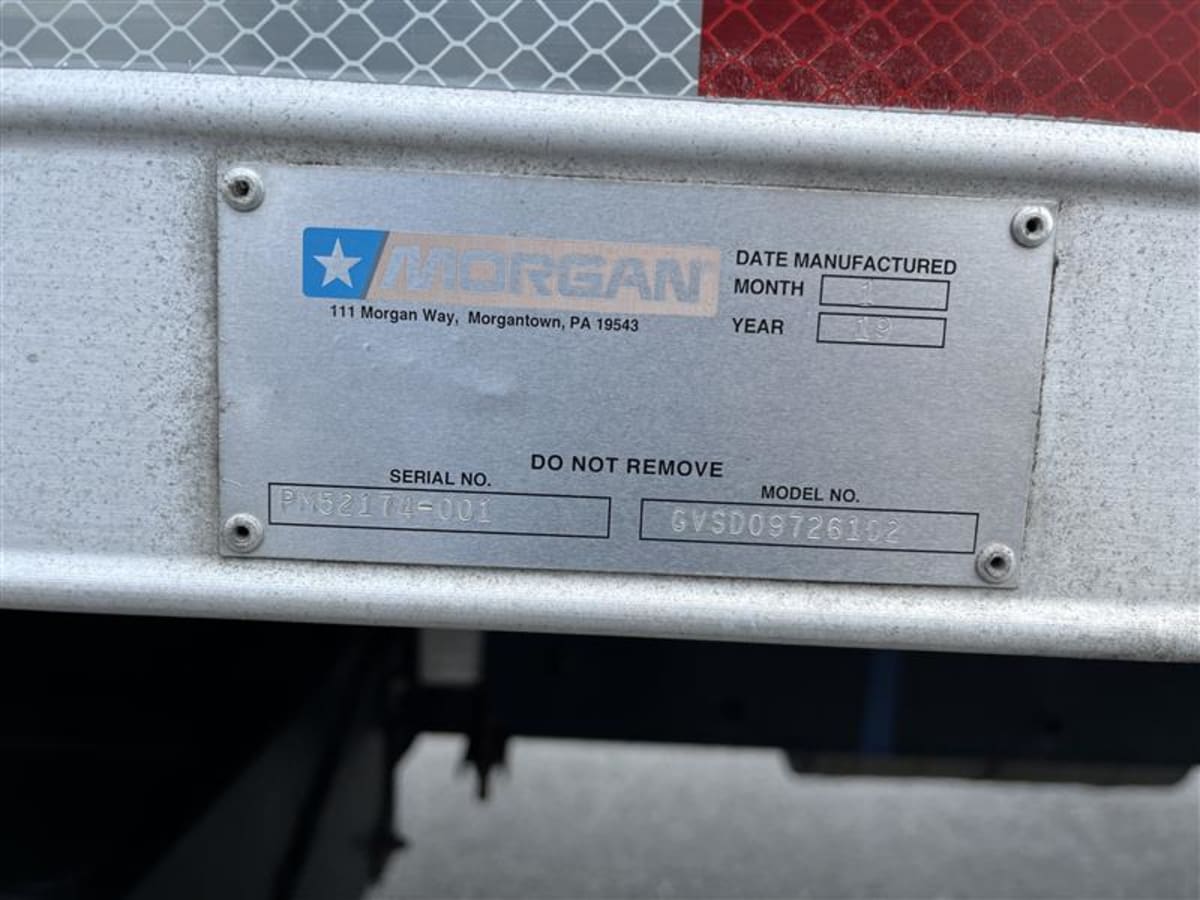 MORGAN
111 Morgan Way, Morgantown, PA 19543
DATE MANUFACTURED
MONTH 1
YEAR 19
DO NOT REMOVE
SERIAL NO.
PM52174-001
MODEL NO.
GVSD09726102